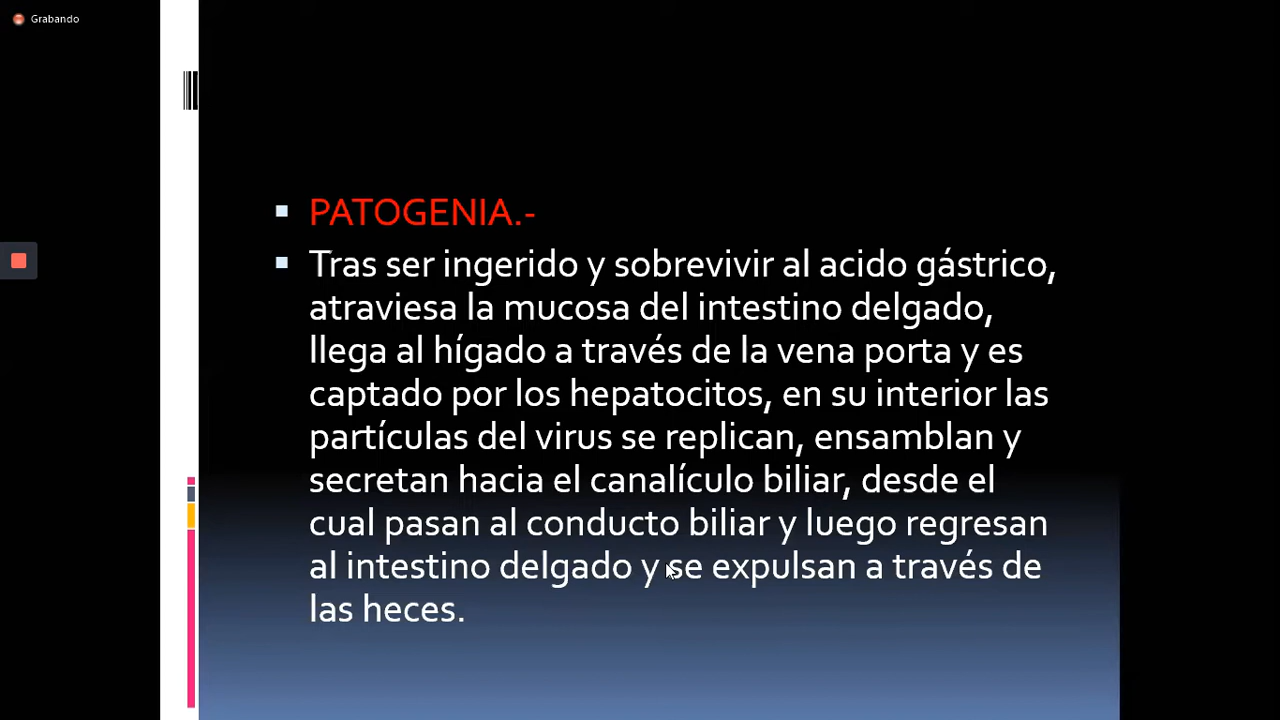 Grabando
PATOGENIA.-
Tras ser ingerido y sobrevivir al acido gástrico,
atraviesa la mucosa del intestino delgado,
llega al hígado a través de la vena porta y es
captado por los hepatocitos, en su interior las
partículas del virus se replican, ensamblan y
secretan hacia el canalículo biliar, desde el
cual pasan al conducto biliar y luego regresan
al intestino delgado y se expulsan a través de
las heces.